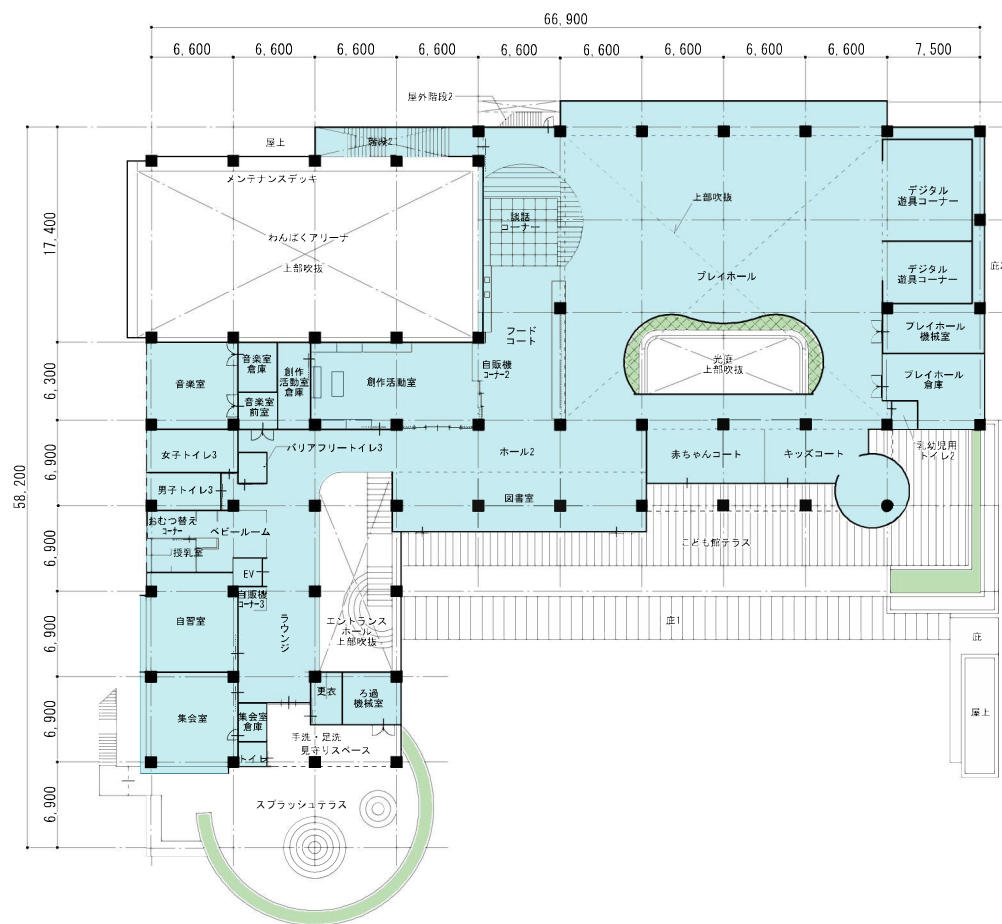 66,900
6,600
6,600
6,600
6,600
6,600
6,600
6,600
6,600
6,600
7,500
屋外階段2
屋上
階段2
メンテナンスデッキ
わんぱくアリーナ
上部吹抜
談話
コーナー
上部吹抜
プレイホール
デジタル
遊具コーナー
デジタル
遊具コーナー
庇2
プレイホール
機械室
プレイホール
倉庫
フード
コート
自販機
コーナー2
光庭
上部吹抜
音楽室
音楽室
倉庫
音楽室
前室
創作
活動室
倉庫
創作活動室
乳幼児用
トイレ2
女子トイレ3
バリアフリートイレ3
ホール2
赤ちゃんコート
キッズコート
男子トイレ3
図書室
おむつ替え
コーナー
ベビールーム
授乳室
こども館テラス
EV
自販機
コーナー3
自習室
ラウンジ
エントランス
ホール
上部吹抜
庇1
庇
更衣
ろ過
機械室
屋上
集会室
集会室
倉庫
手洗・足洗
見守りスペース
トイレ
スプラッシュテラス
17,400
6,300
6,900
6,900
6,900
6,900
6,900
58,200